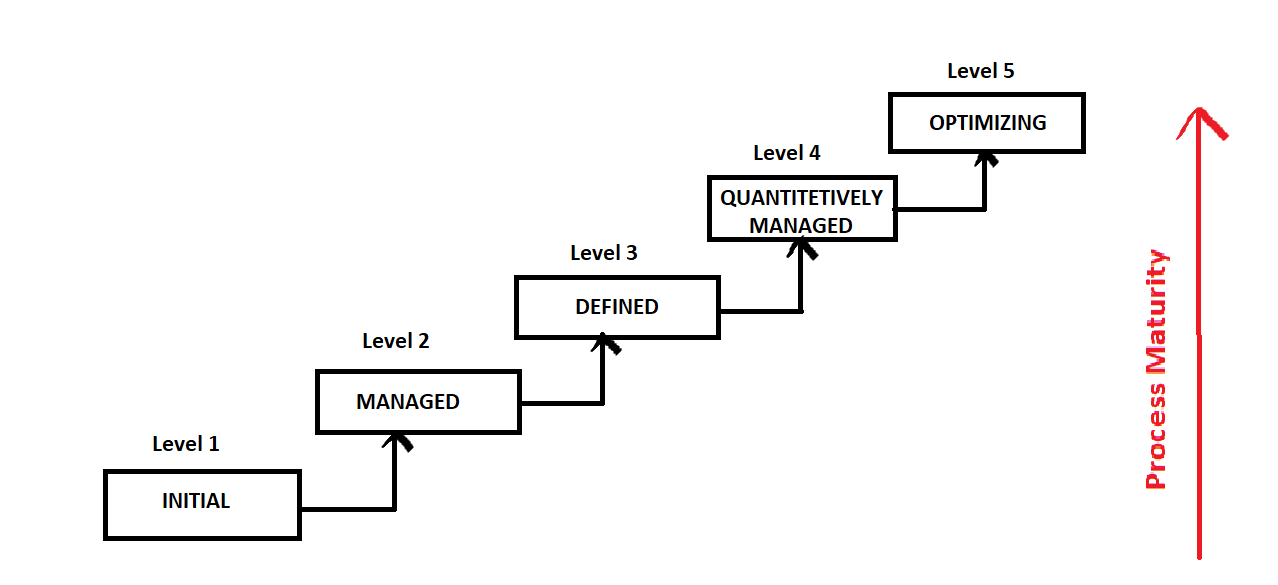 Level 5
OPTIMIZING
Level 4
QUANTITETIVELY
MANAGED
Level 3
DEFINED
Level 2
MANAGED
Level 1
INITIAL
Process Maturity